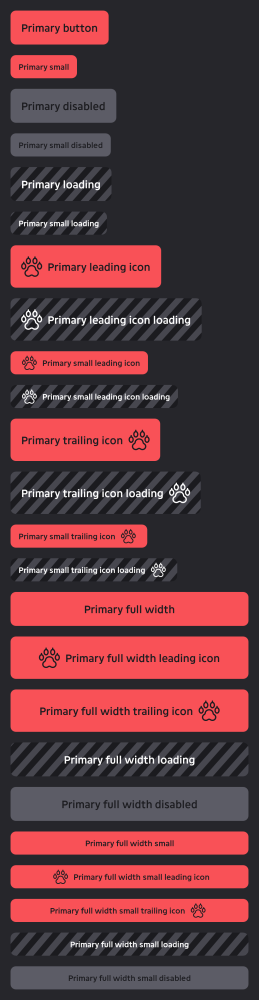 Primary button
Primary small
Primary disabled
Primary small disabled
Primary loading
Primary small loading
Primary leading icon
Primary leading icon loading
Primary small leading icon
Primary small leading icon loading
Primary trailing icon
Primary trailing icon loading
Primary small trailing icon
Primary small trailing icon loading
Primary full width
Primary full width leading icon
Primary full width trailing icon
Primary full width loading
Primary full width disabled
Primary full width small
Primary full width small leading icon
Primary full width small trailing icon
Primary full width small loading
Primary full width small disabled